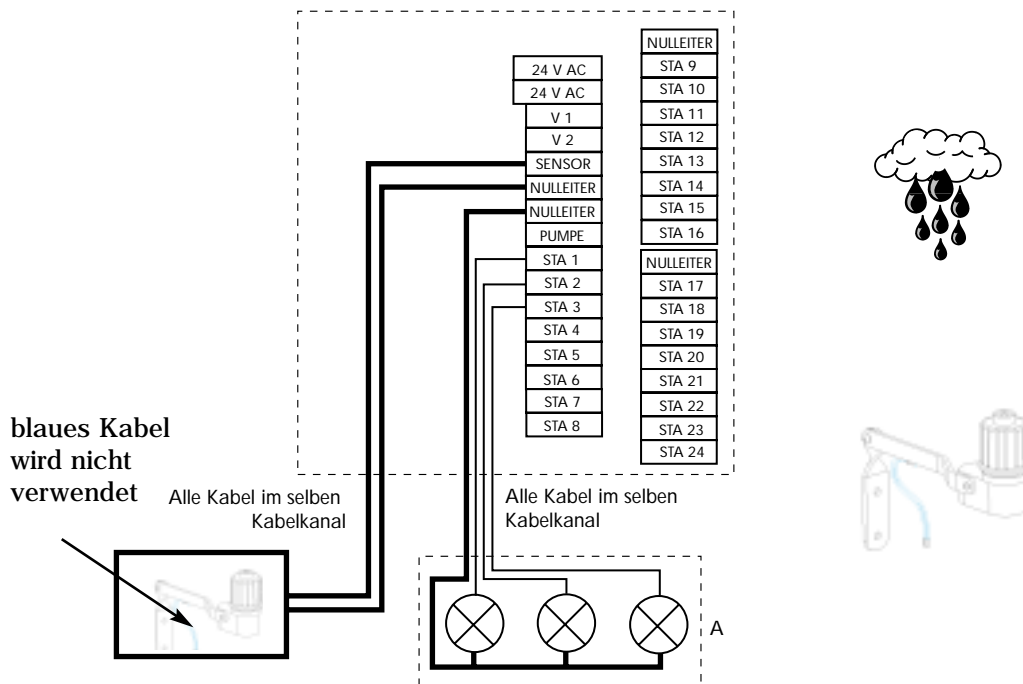 24 V AC
24 V AC
V 1
V 2
SENSOR
NULLEITER
NULLEITER
PUMPE
STA 1
STA 2
STA 3
STA 4
STA 5
STA 6
STA 7
STA 8
NULLEITER
STA 9
STA 10
STA 11
STA 12
STA 13
STA 14
STA 15
STA 16
NULLEITER
STA 17
STA 18
STA 19
STA 20
STA 21
STA 22
STA 23
STA 24
blaues Kabel
wird nicht
verwendet
Alle Kabel im selben
Kabelkanal
Alle Kabel im selben
Kabelkanal
A